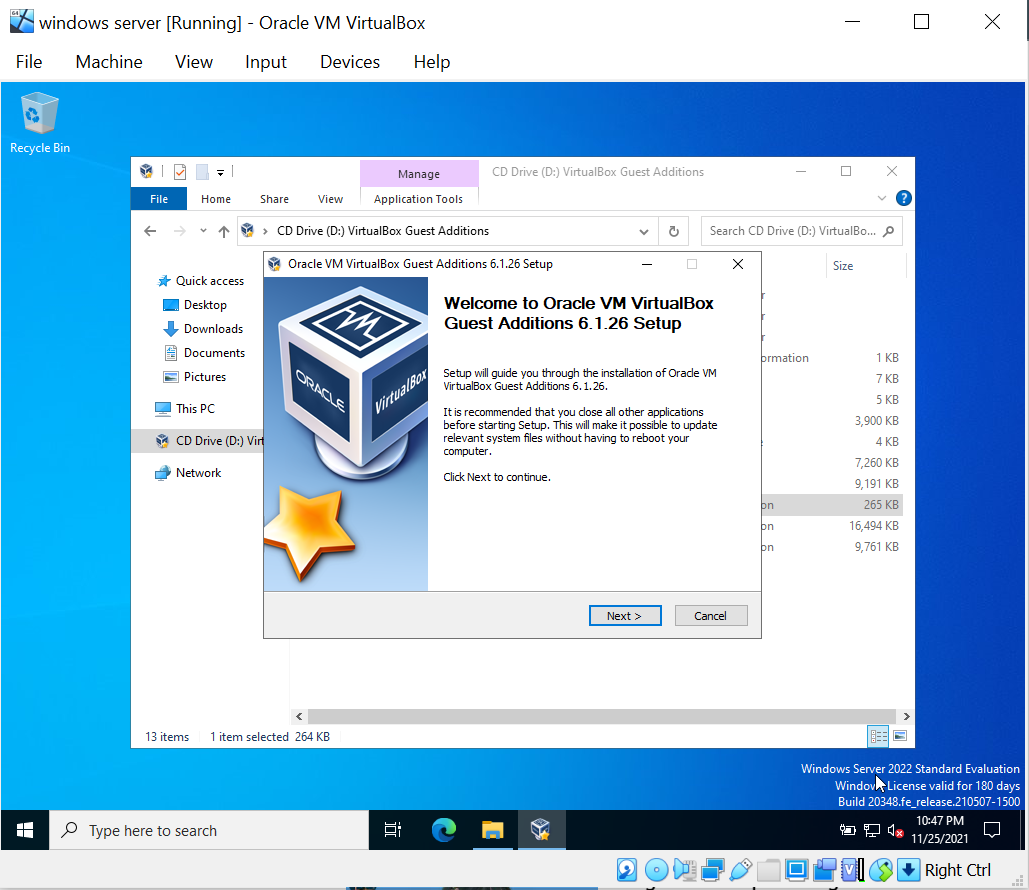 windows server [Running] - Oracle VM VirtualBox
File Machine View Input Devices Help
Recycle Bin
Manage
CD Drive (D:) VirtualBox Guest Additions
File Home Share View Application Tools
CD Drive (D:) VirtualBox Guest Additions
Search CD Drive (D:) VirtualBo...
Size
Quick access
Desktop
Downloads
Documents
Pictures
This PC
CD Drive (D:) Virt
Network
Oracle VM VirtualBox Guest Additions 6.1.26 Setup
ORACLE
VirtualBox
Welcome to Oracle VM VirtualBox
Guest Additions 6.1.26 Setup
Setup will guide you through the installation of Oracle VM
VirtualBox Guest Additions 6.1.26.
It is recommended that you close all other applications
before starting Setup. This will make it possible to update
relevant system files without having to reboot your
computer.
Click Next to continue.
Next >
Cancel
r
r
r
ormation 1 KB
7 KB
5 KB
3,900 KB
4 KB
7,260 KB
9,191 KB
on 265 KB
on 16,494 KB
on 9,761 KB
13 items 1 item selected 264 KB
Windows Server 2022 Standard Evaluation
License valid for 180 days
Build 20348.fe_release.210507-1500
Type here to search
10:47 PM
11/25/2021
Right Ctrl